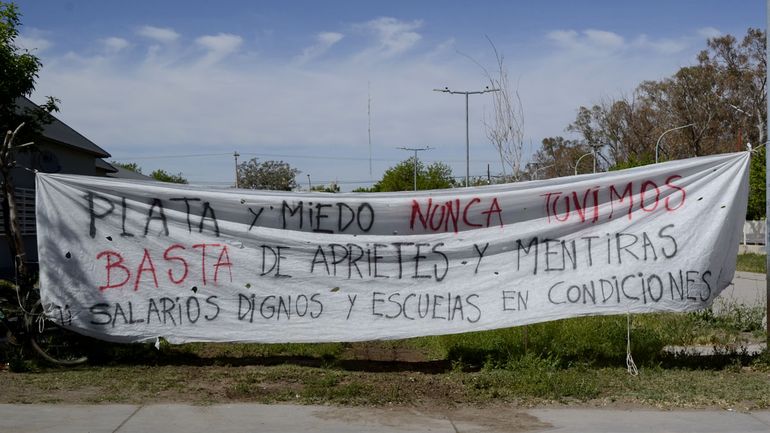 PLATA Y MIEDO NUNCA TUVIMOS
BASTA DE APRIETES Y MENTIRAS
¡¡ SALARIOS DIGNOS Y ESCUELAS EN CONDICIONES!